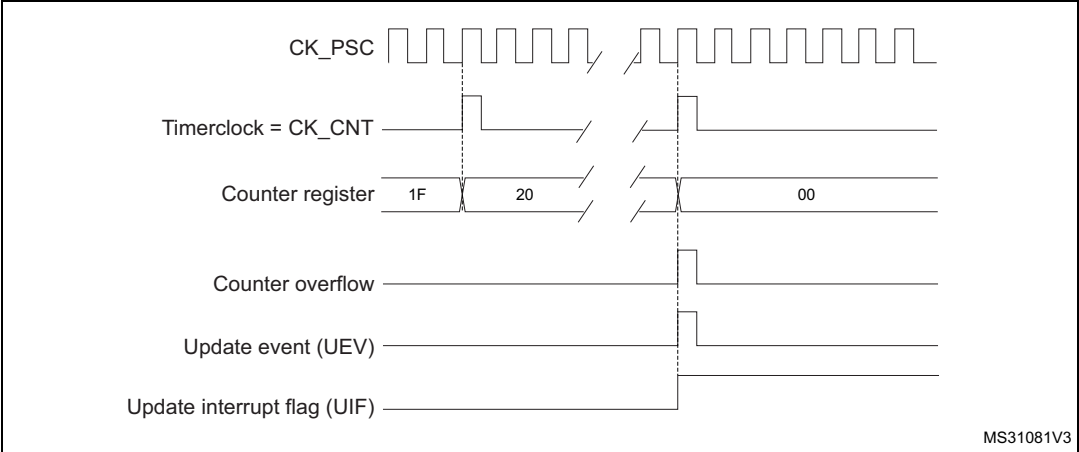 CK_PSC
Timerclock = CK_CNT
Counter register
1F 20 00
Counter overflow
Update event (UEV)
Update interrupt flag (UIF)
MS31081V3